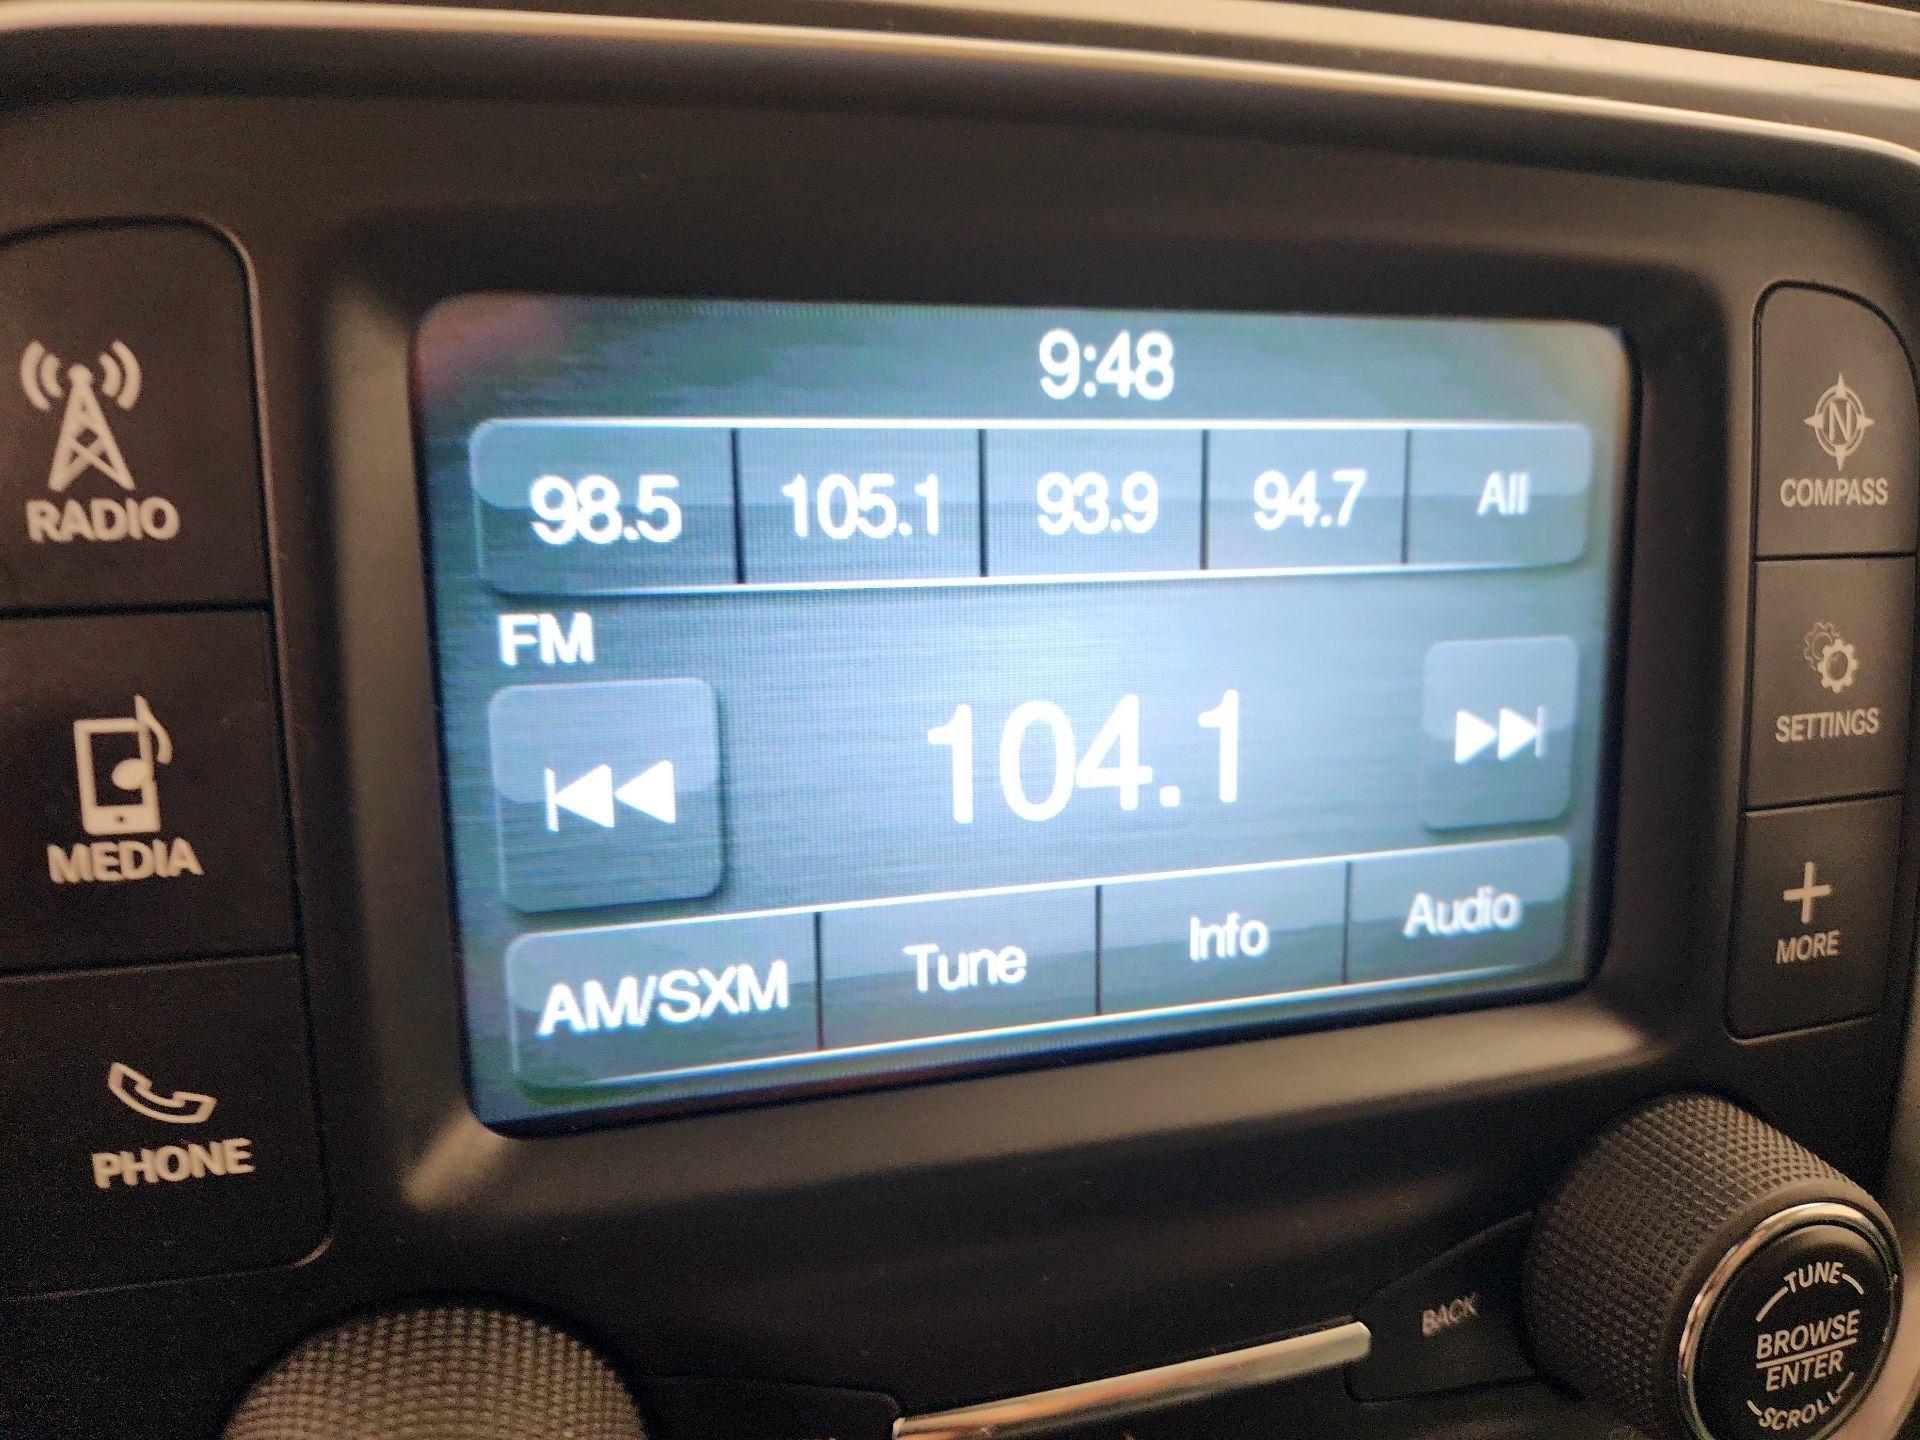 9:48
98.5 105.1 93.9 94.7 All
FM
104.1
AM/SXM Tune Info Audio
RADIO
MEDIA
PHONE
N
COMPASS
SETTINGS
MORE
BACK
TUNE
BROWSE
ENTER
SCROLL